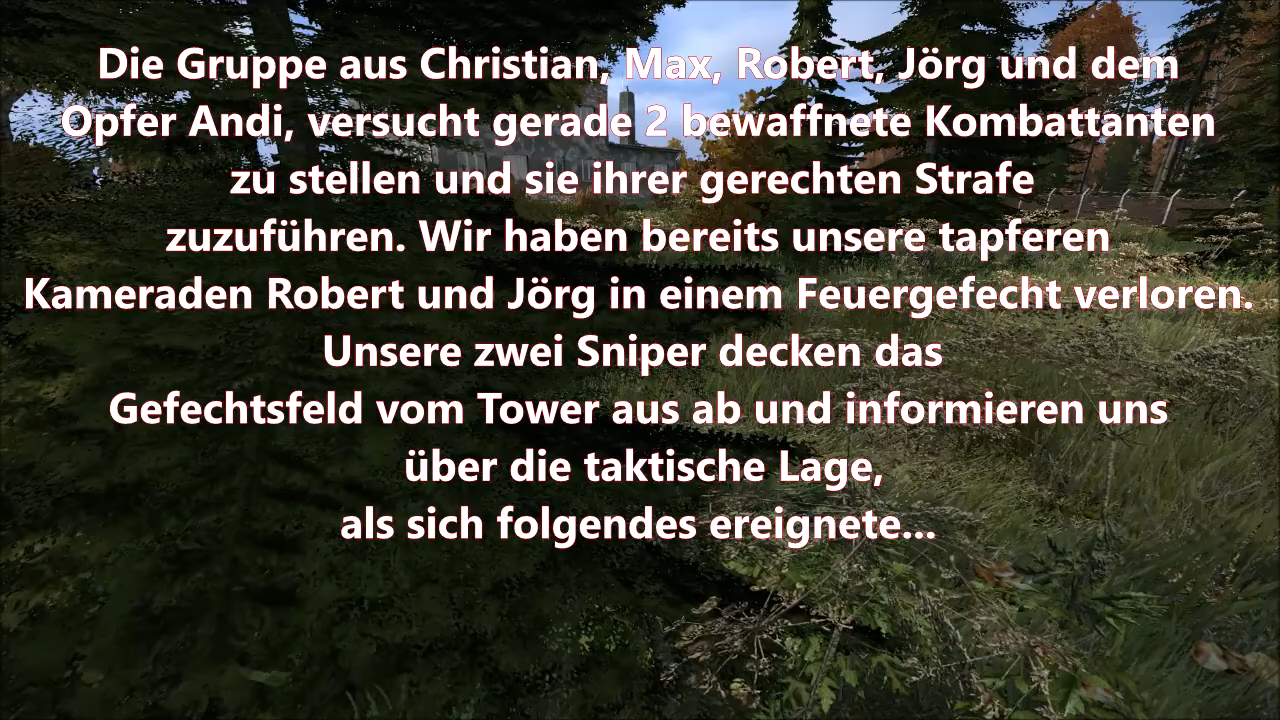 Die Gruppe aus Christian, Max, Robert, Jörg und dem
Opfer Andi, versucht gerade 2 bewaffnete Kombattanten
zu stellen und sie ihrer gerechten Strafe
zuzuführen. Wir haben bereits unsere tapferen
Kameraden Robert und Jörg in einem Feuergefecht verloren.
Unsere zwei Sniper decken das
Gefechtsfeld vom Tower aus ab und informieren uns
über die taktische Lage,
als sich folgendes ereignete...